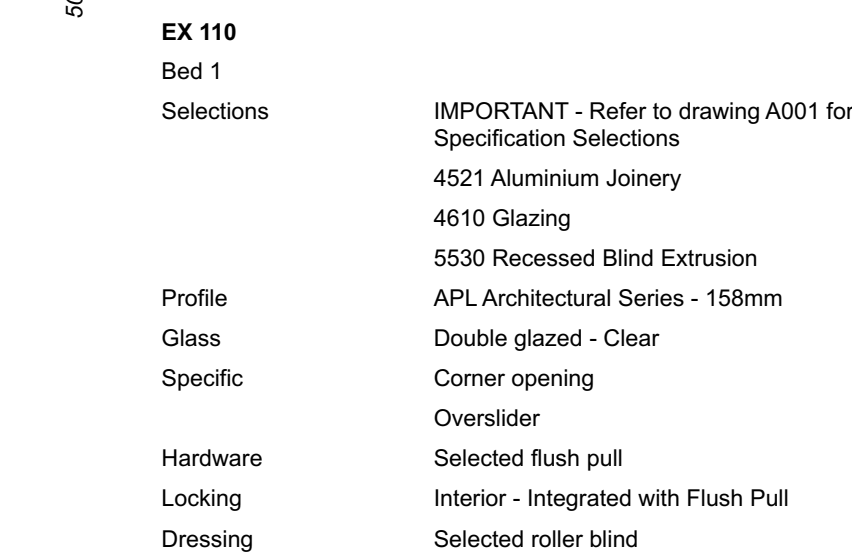 50
EX 110
Bed 1
Selections IMPORTANT - Refer to drawing A001 for
Specification Selections
4521 Aluminium Joinery
4610 Glazing
5530 Recessed Blind Extrusion
Profile APL Architectural Series - 158mm
Glass Double glazed - Clear
Specific Corner opening
Overslider
Hardware Selected flush pull
Locking Interior - Integrated with Flush Pull
Dressing Selected roller blind